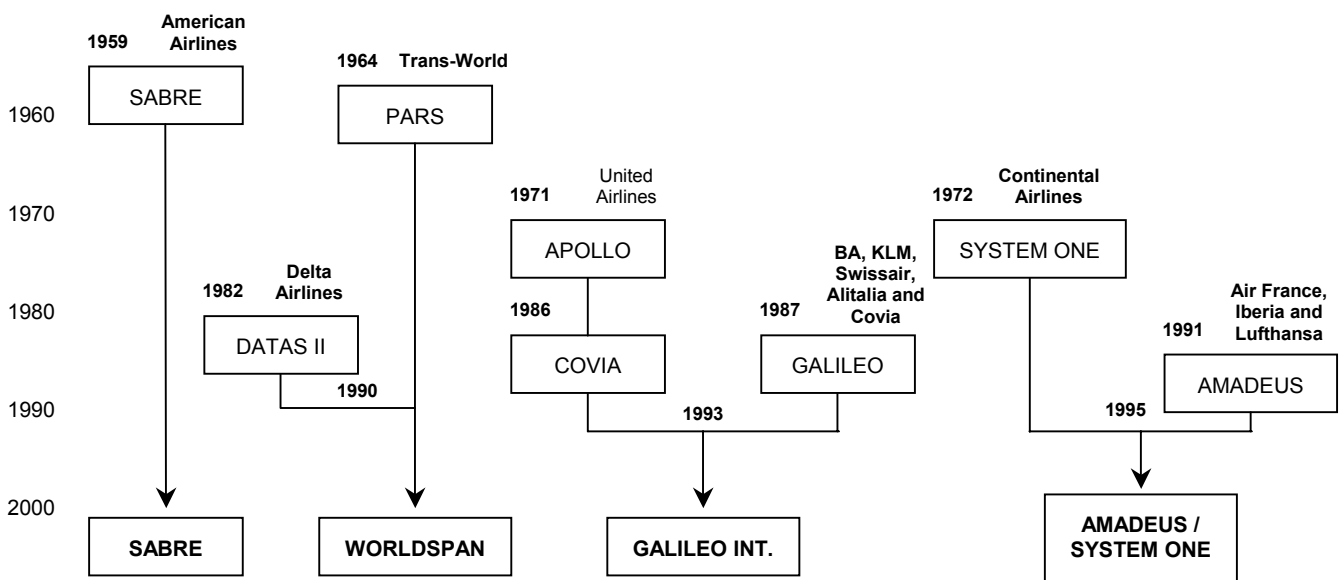 1959
American
Airlines
SABRE
1964
Trans-World
PARS
1960
1971
United
Airlines
APOLLO
1972
Continental
Airlines
SYSTEM ONE
1970
1982
Delta
Airlines
DATAS II
1986
COVIA
1987
BA, KLM,
Swissair,
Alitalia and
Covia
GALILEO
1991
Air France,
Iberia and
Lufthansa
AMADEUS
1980
1990
1990
1993
1995
2000
SABRE
WORLDSPAN
GALILEO INT.
AMADEUS /
SYSTEM ONE